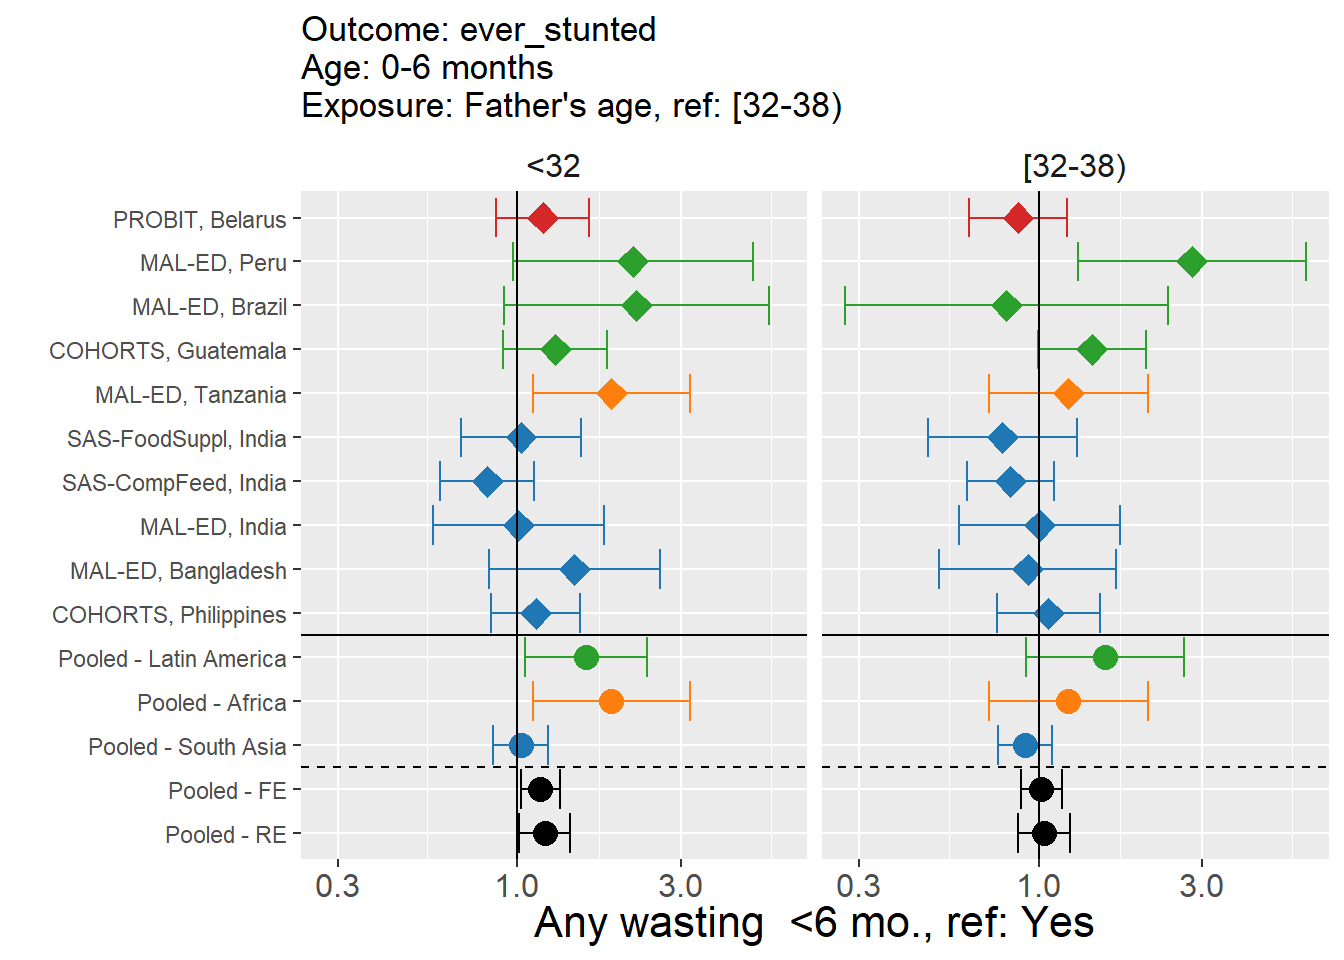 Outcome: ever_stunted
Age: 0-6 months
Exposure: Father's age, ref: [32-38)
<32
[32-38)
PROBIT, Belarus
MAL-ED, Peru
MAL-ED, Brazil
COHORTS, Guatemala
MAL-ED, Tanzania
SAS-FoodSuppl, India
SAS-CompFeed, India
MAL-ED, India
MAL-ED, Bangladesh
COHORTS, Philippines
Pooled - Latin America
Pooled - Africa
Pooled - South Asia
Pooled - FE
Pooled - RE
0.3 1.0 3.0 0.3 1.0 3.0
Any wasting  <6 mo., ref: Yes